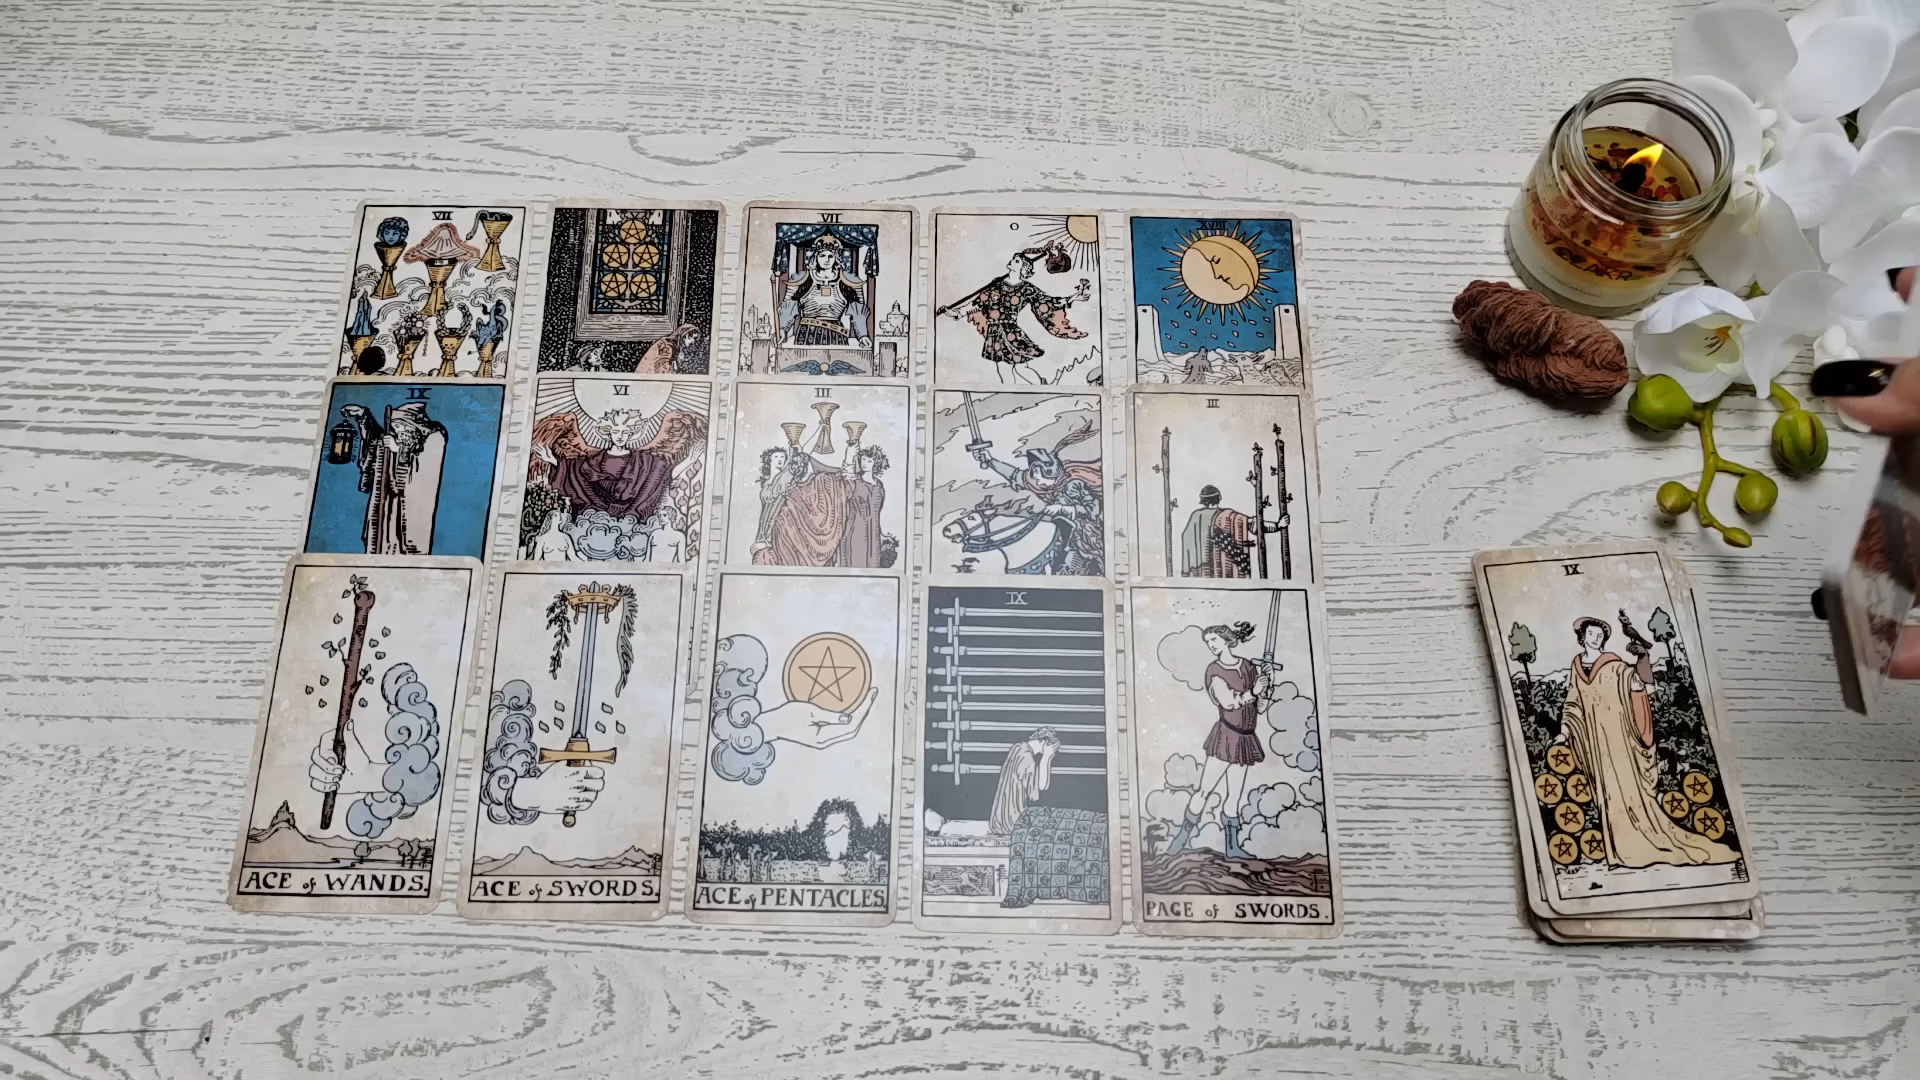 VII
VII
0
XVIII
IX
VI
III
III
ACE of WANDS.
ACE of SWORDS.
ACE of PENTACLES
IX
PAGE of SWORDS.
IX